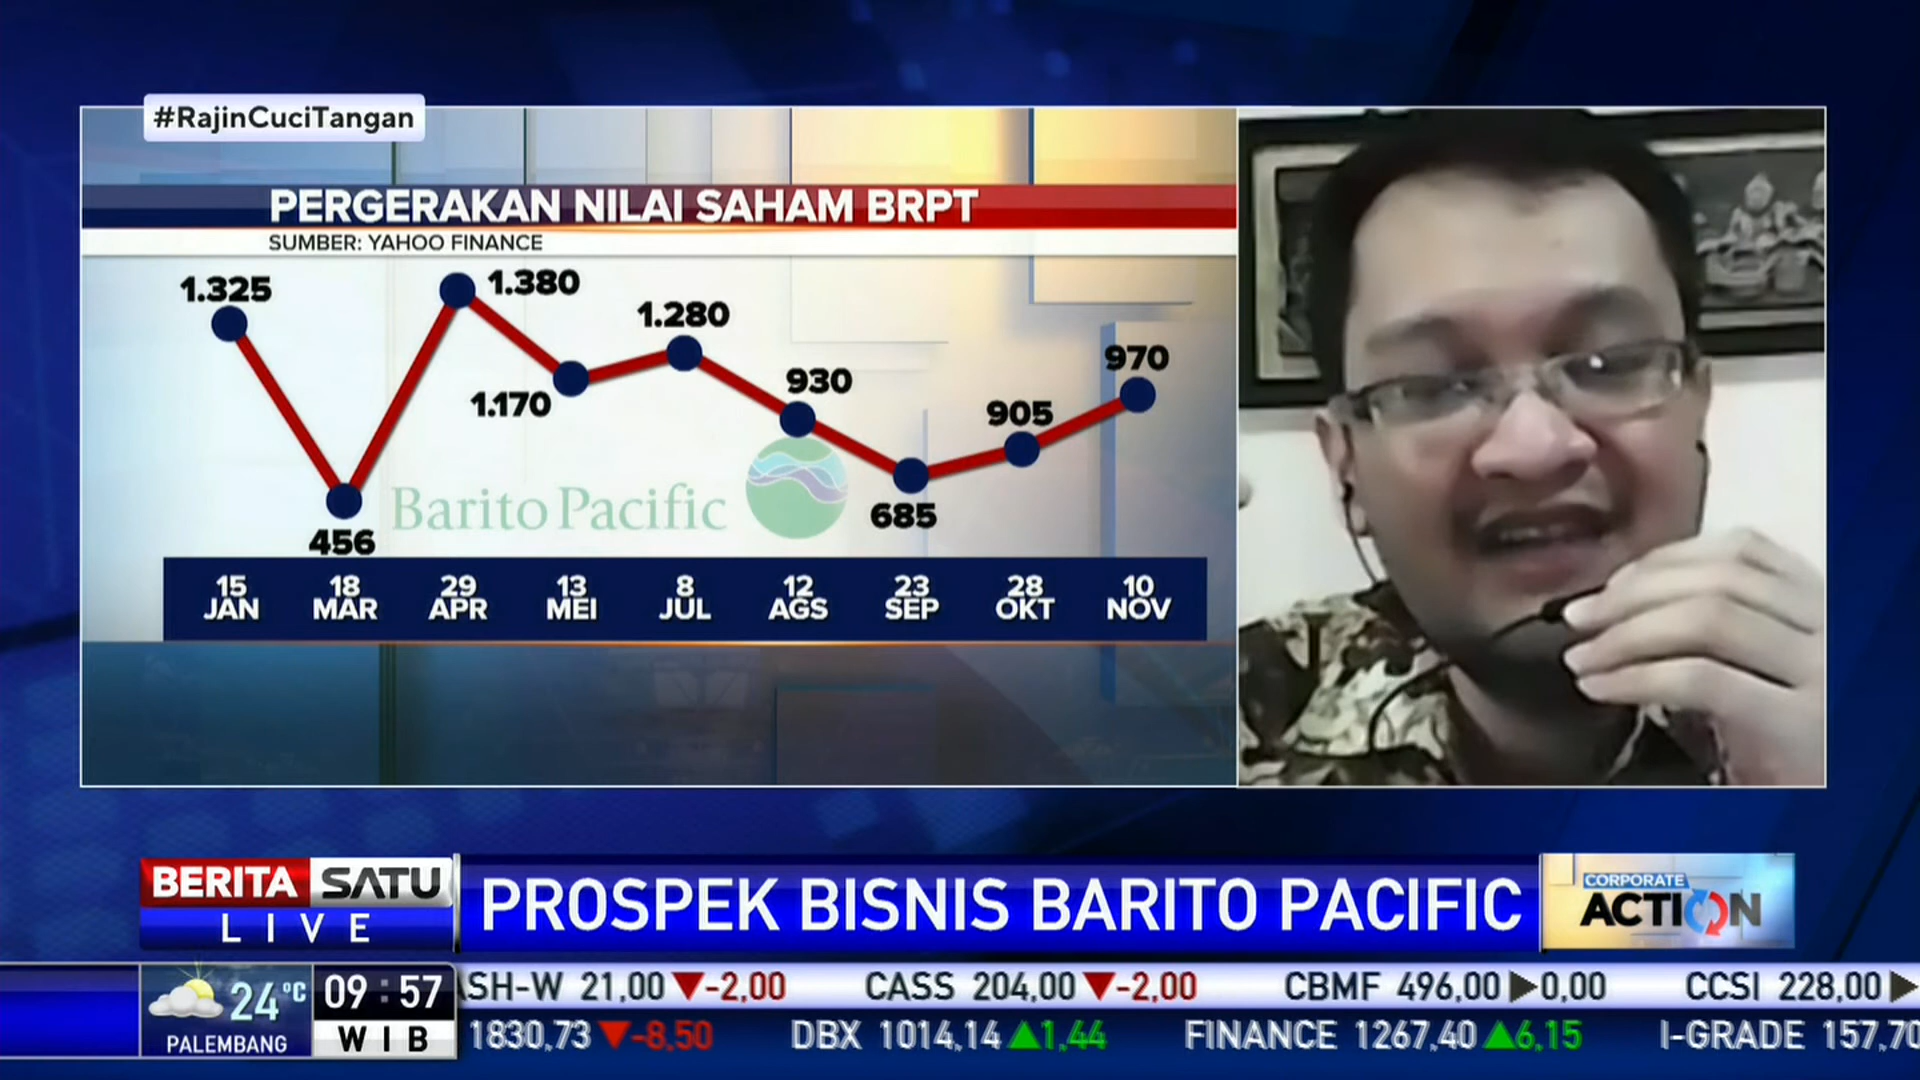 #RajinCuciTangan
PERGERAKAN NILAI SAHAM BRPT
SUMBER: YAHOO FINANCE
1.325
456
1.380
1.170
1.280
930
685
905
970
Barito Pacific
15 JAN
18 MAR
29 APR
13 MEI
8 JUL
12 AGS
23 SEP
28 OKT
10 NOV
BERITA SATU
LIVE
PROSPEK BISNIS BARITO PACIFIC
CORPORATE
ACTION
24°C
PALEMBANG
09:57
WIB
SH-W 21,00 ▼-2,00 CASS 204,00 ▼-2,00 CBMF 496,00 ▶0,00 CCSI 228,00 ▶
1830,73 ▼-8,50 DBX 1014,14 ▲1,44 FINANCE 1267,40 ▲6,15 I-GRADE 157,70